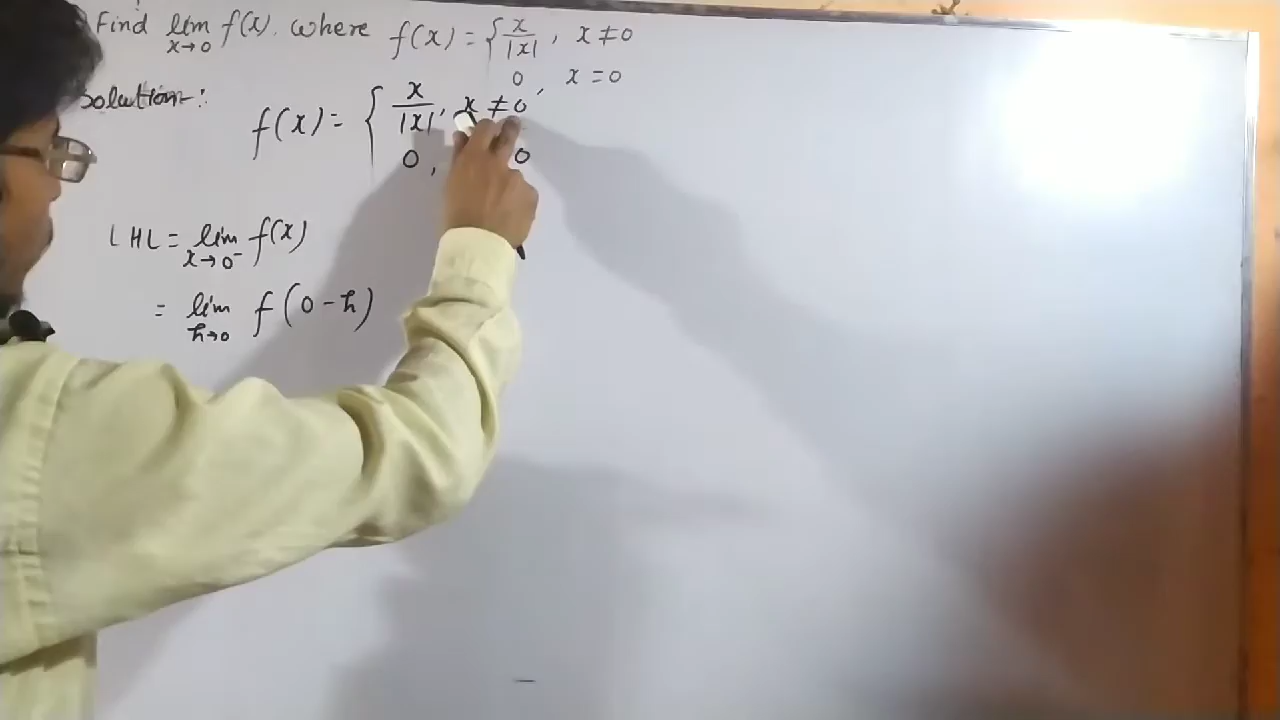 Find lim x→0 f(x). where f(x) = { x/|x| , x ≠ 0
0 , x = 0
Solution:
f(x) = { x/|x| , x ≠ 0
0 , 0
LHL = lim x→0⁻ f(x)
= lim h→0 f(0 - h)